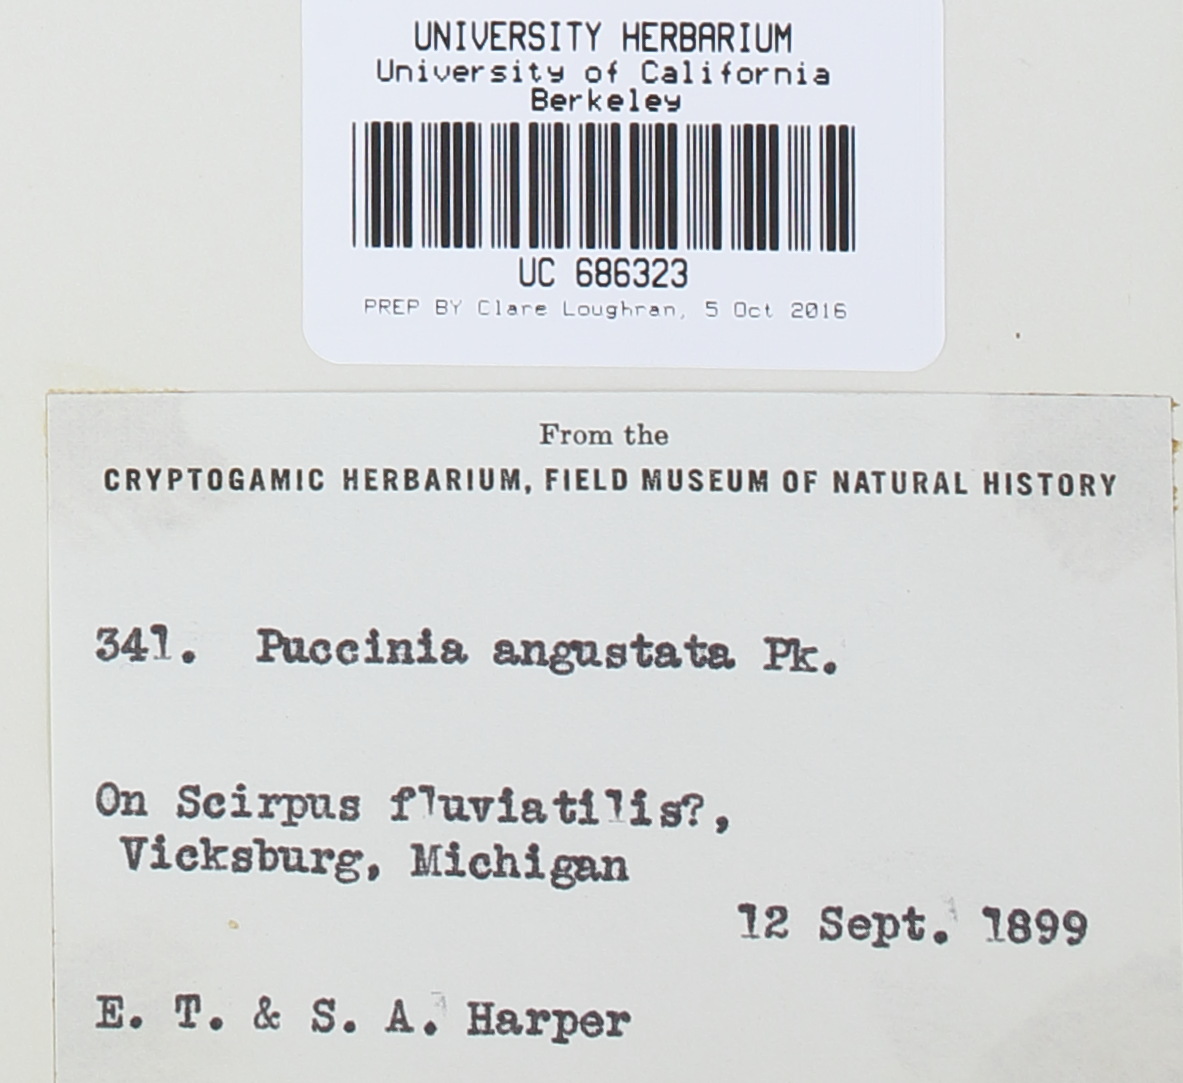 UNIVERSITY HERBARIUM
University of California
Berkeley
UC 686323
PREP BY Clare Loughran, 5 Oct 2016
From the
CRYPTOGAMIC HERBARIUM, FIELD MUSEUM OF NATURAL HISTORY
341. Puccinia angustata Pk.
On Scirpus fluviatilis?,
Vicksburg, Michigan
12 Sept. 1899
E. T. & S. A. Harper